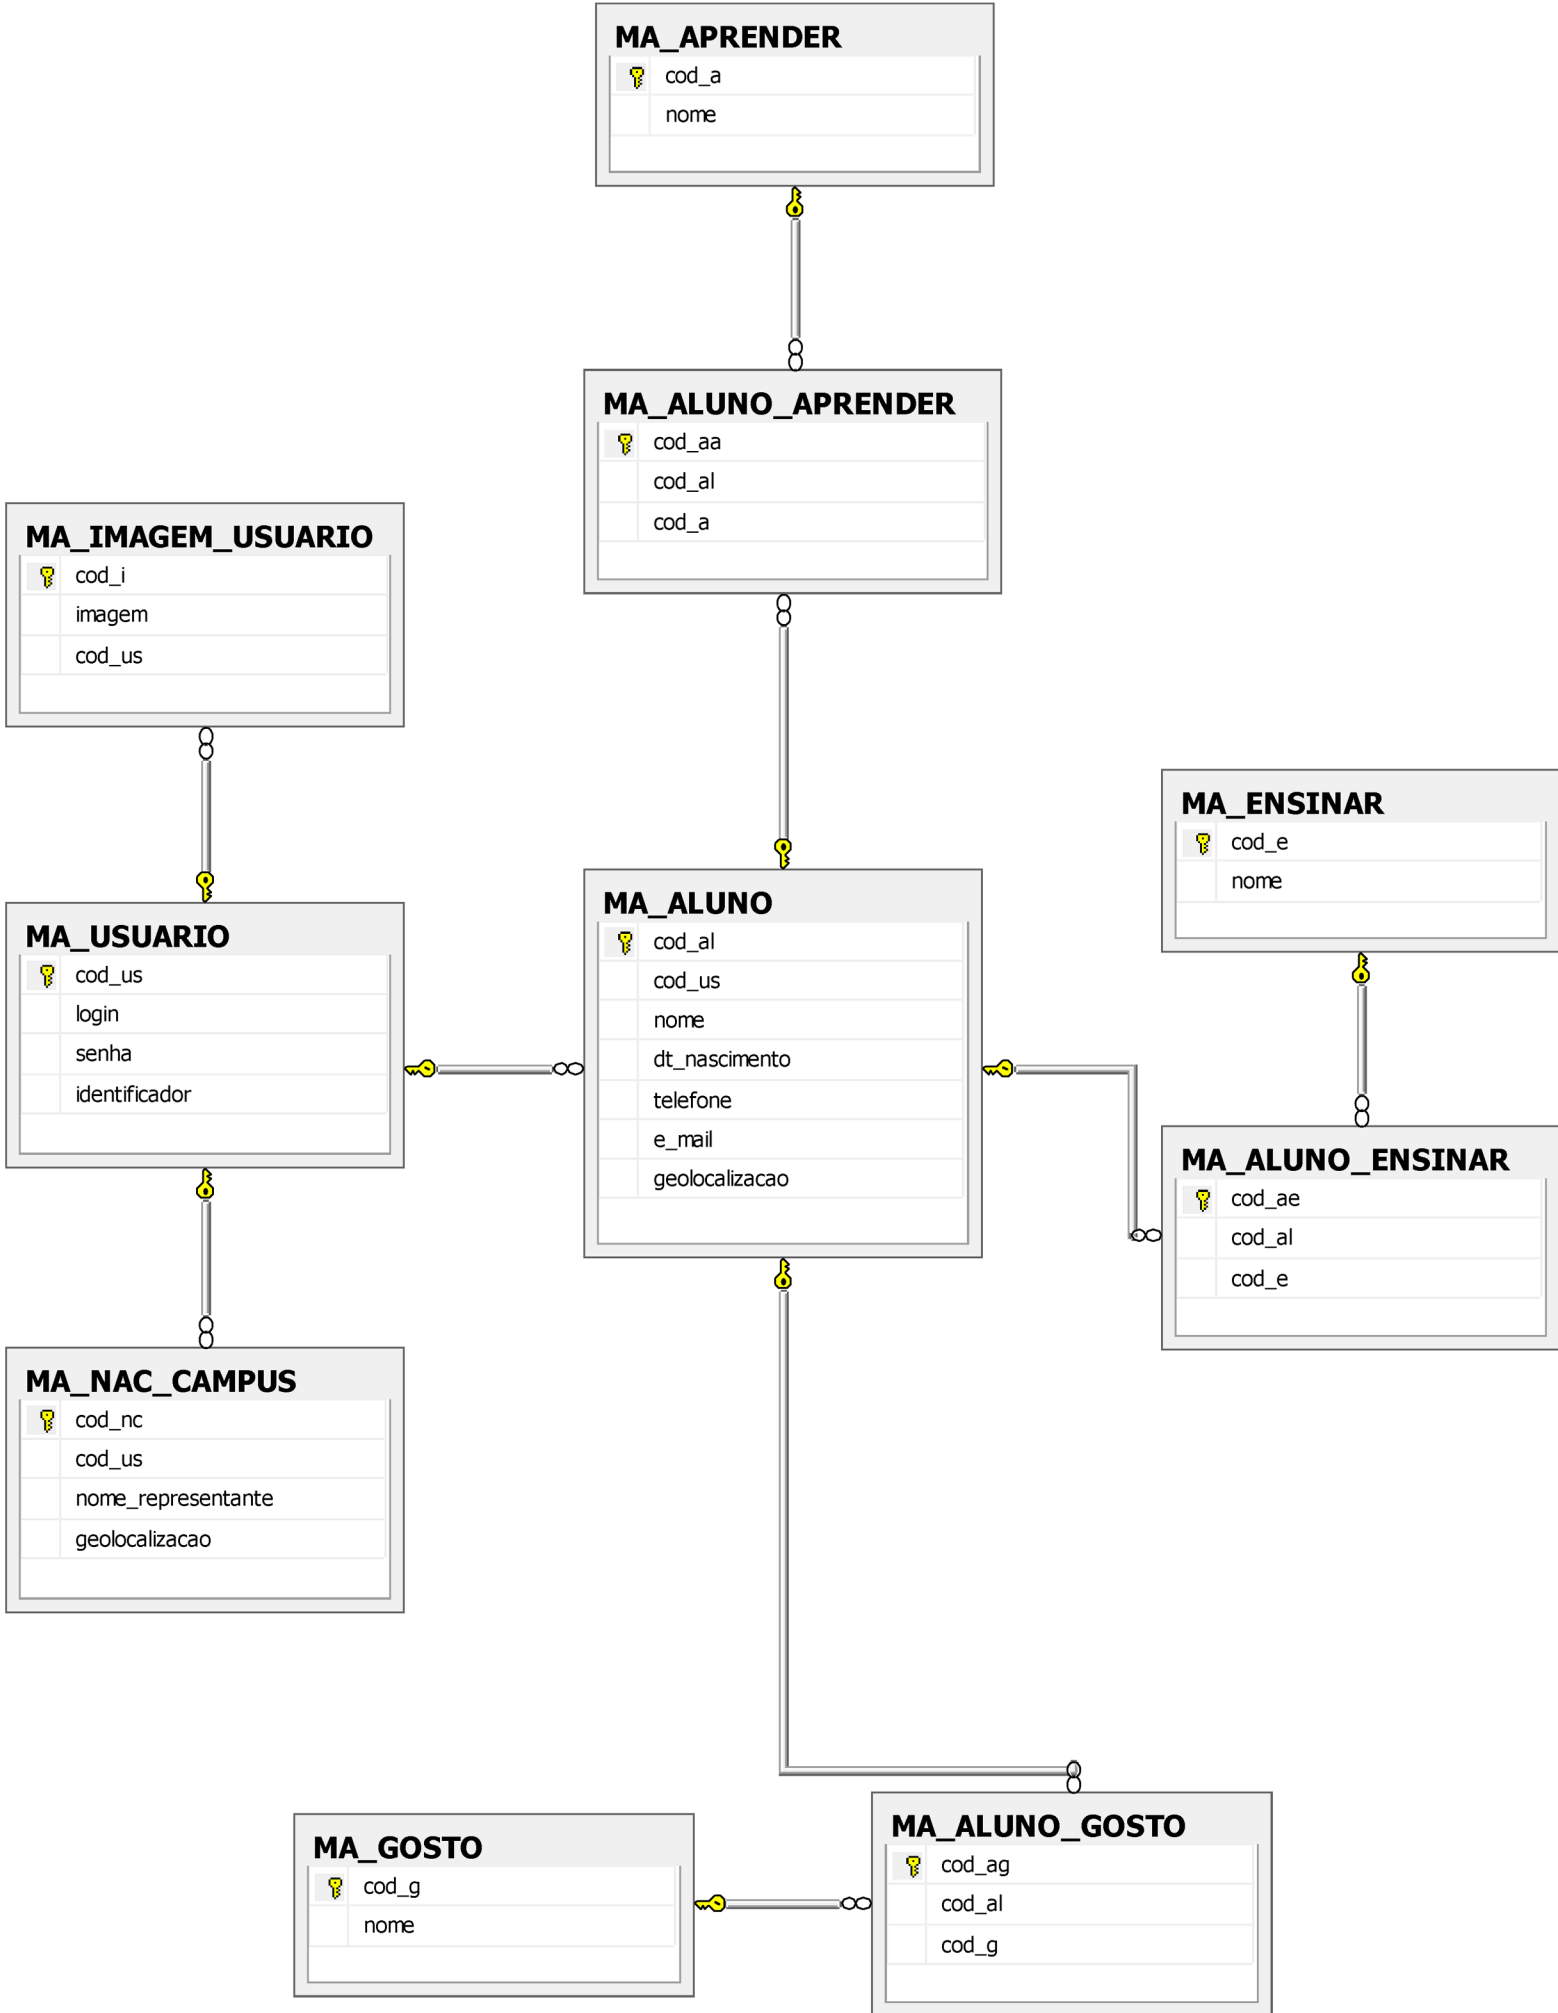 MA_APRENDER
cod_a
nome
MA_ALUNO_APRENDER
cod_aa
cod_al
cod_a
MA_IMAGEM_USUARIO
cod_i
imagem
cod_us
MA_ENSINAR
cod_e
nome
MA_USUARIO
cod_us
login
senha
identificador
MA_ALUNO
cod_al
cod_us
nome
dt_nascimento
telefone
e_mail
geolocalizacao
MA_ALUNO_ENSINAR
cod_ae
cod_al
cod_e
MA_NAC_CAMPUS
cod_nc
cod_us
nome_representante
geolocalizacao
MA_GOSTO
cod_g
nome
MA_ALUNO_GOSTO
cod_ag
cod_al
cod_g